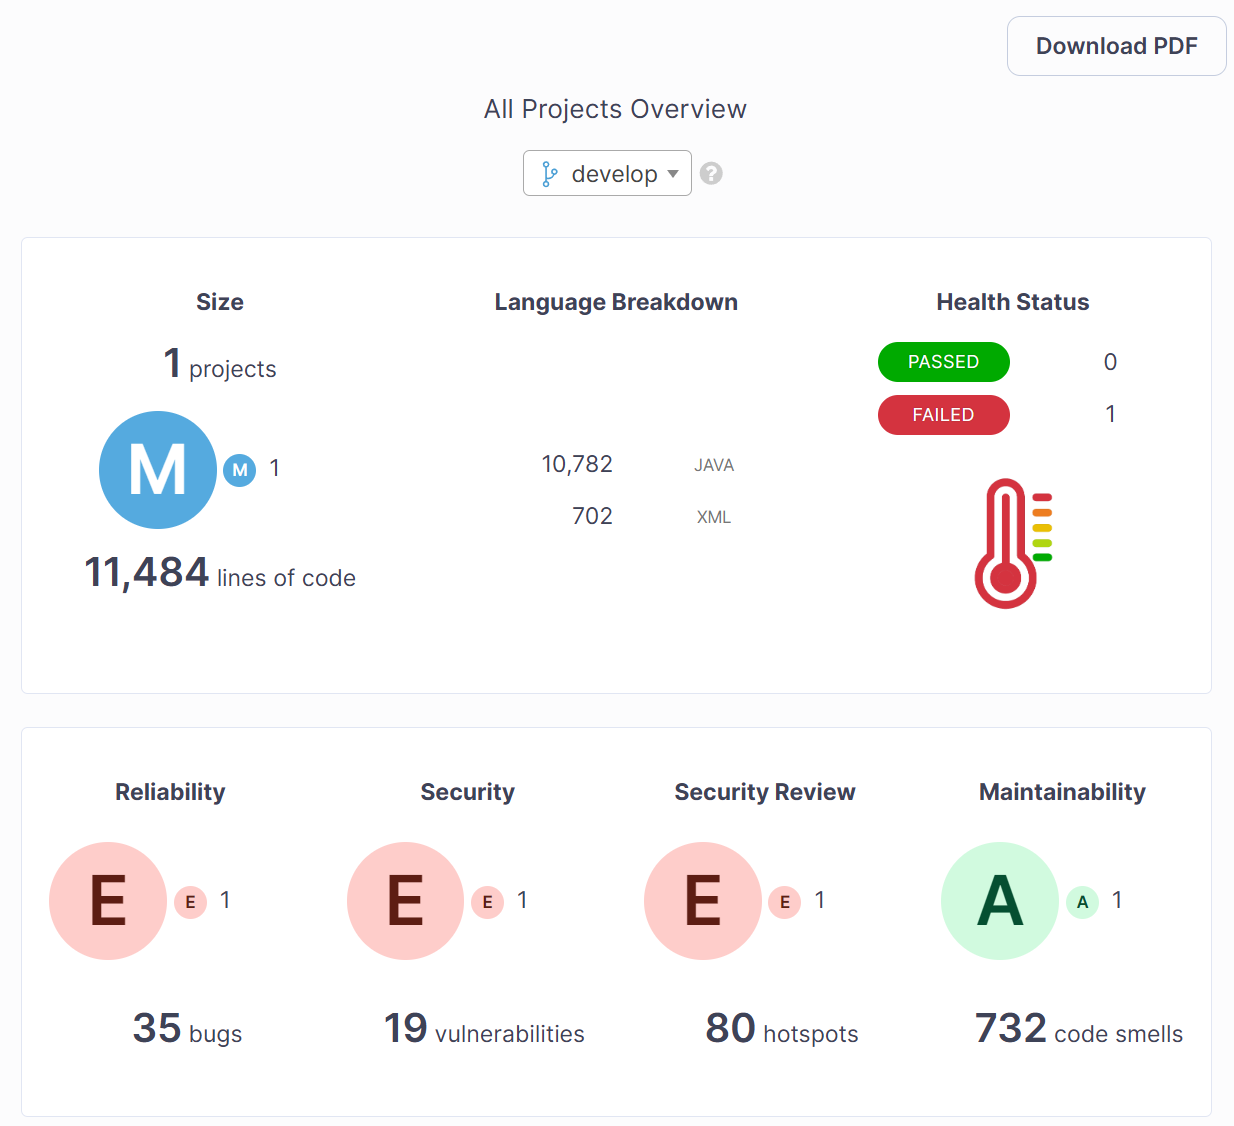 Download PDF
All Projects Overview
develop ?
Size
1 projects
M M 1
11,484 lines of code
Language Breakdown
10,782 JAVA
702 XML
Health Status
PASSED 0
FAILED 1
Reliability
E E 1
35 bugs
Security
E E 1
19 vulnerabilities
Security Review
E E 1
80 hotspots
Maintainability
A A 1
732 code smells